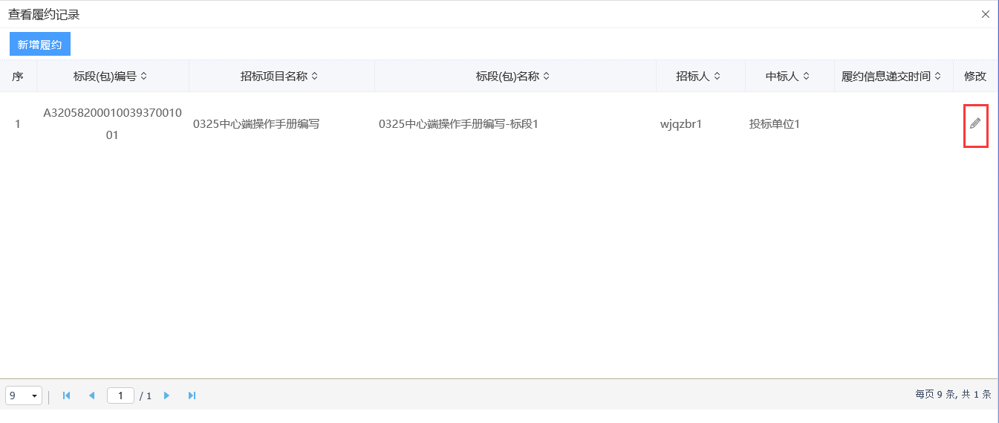 查看履约记录
新增履约
序 标段(包)编号 招标项目名称 标段(包)名称 招标人 中标人 履约信息递交时间 修改
1 A32058200010039370010 0325中心端操作手册编写 0325中心端操作手册编写-标段1 wjqzbr1 投标单位1
01
9 1 / 1 每页 9 条, 共 1 条